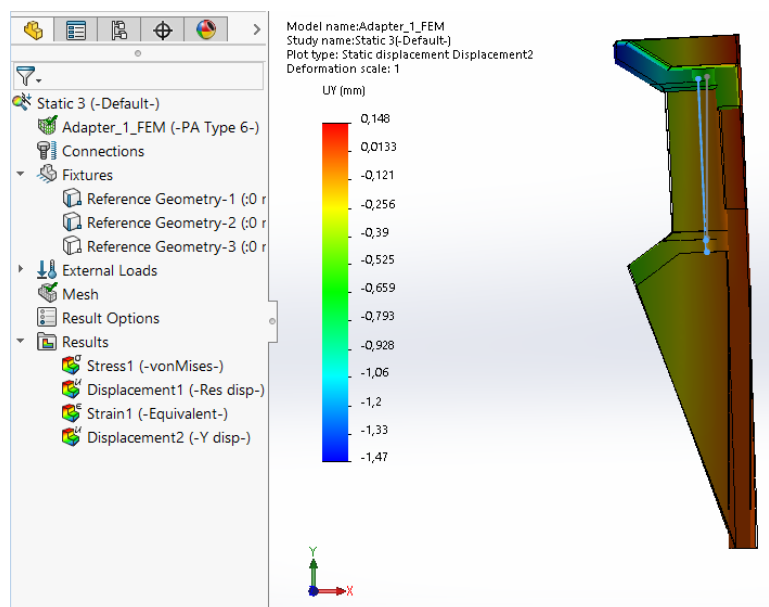 Static 3 (-Default-)
Adapter_1_FEM (-PA Type 6-)
Connections
Fixtures
Reference Geometry-1 (:0 r
Reference Geometry-2 (:0 r
Reference Geometry-3 (:0 r
External Loads
Mesh
Result Options
Results
Stress1 (-vonMises-)
Displacement1 (-Res disp-)
Strain1 (-Equivalent-)
Displacement2 (-Y disp-)
Model name:Adapter_1_FEM
Study name:Static 3(-Default-)
Plot type: Static displacement Displacement2
Deformation scale: 1
UY (mm)
0,148
0,0133
-0,121
-0,256
-0,39
-0,525
-0,659
-0,793
-0,928
-1,06
-1,2
-1,33
-1,47
Y
X